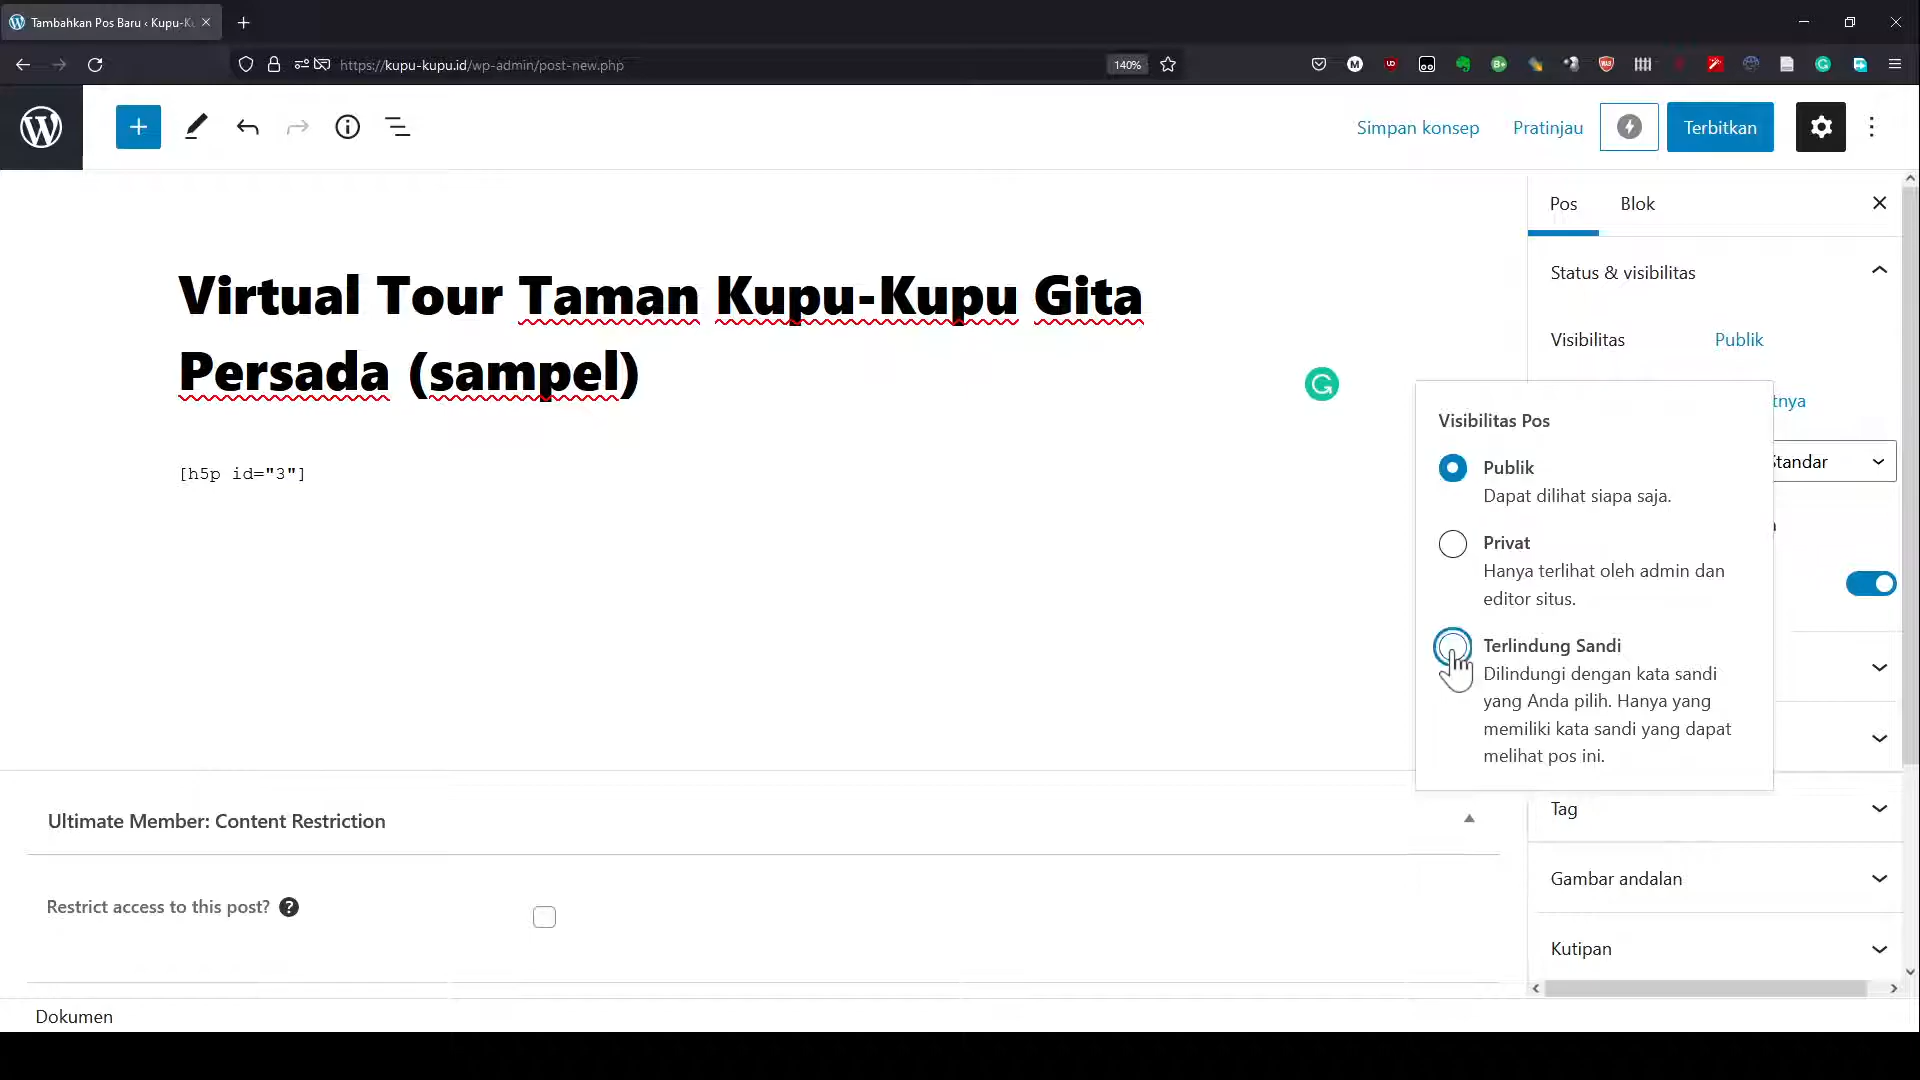 Tambahkan Pos Baru ‹ Kupu-Ku
https://kupu-kupu.id/wp-admin/post-new.php
140%
Simpan konsep
Pratinjau
Terbitkan
Virtual Tour Taman Kupu-Kupu Gita
Persada (sampel)
[h5p id="3"]
Pos
Blok
Status & visibilitas
Visibilitas
Publik
tnya
Standar
Visibilitas Pos
Publik
Dapat dilihat siapa saja.
Privat
Hanya terlihat oleh admin dan
editor situs.
Terlindung Sandi
Dilindungi dengan kata sandi
yang Anda pilih. Hanya yang
memiliki kata sandi yang dapat
melihat pos ini.
Tag
Gambar andalan
Kutipan
Ultimate Member: Content Restriction
Restrict access to this post?
Dokumen